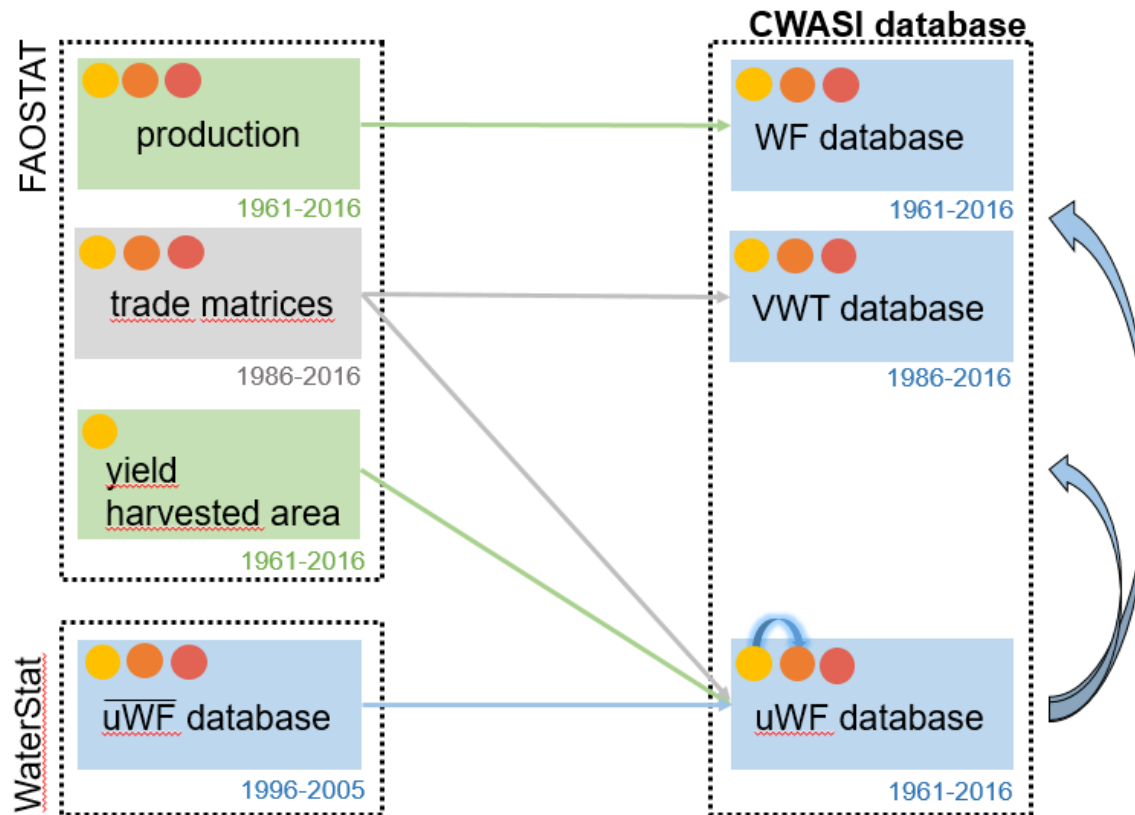 CWASI database
FAOSTAT
production
1961-2016
trade matrices
1986-2016
yield
harvested area
1961-2016
WaterStat
u̅W̅F̅ database
1996-2005
WF database
1961-2016
VWT database
1986-2016
uWF database
1961-2016